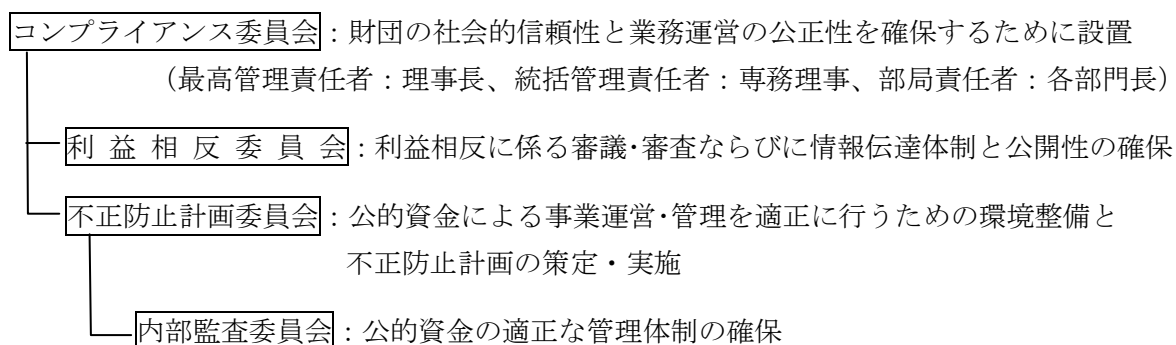 コンプライアンス委員会：財団の社会的信頼性と業務運営の公正性を確保するために設置
（最高管理責任者：理事長、統括管理責任者：専務理事、部局責任者：各部門長）
利益相反委員会：利益相反に係る審議・審査ならびに情報伝達体制と公開性の確保
不正防止計画委員会：公的資金による事業運営・管理を適正に行うための環境整備と
不正防止計画の策定・実施
内部監査委員会：公的資金の適正な管理体制の確保